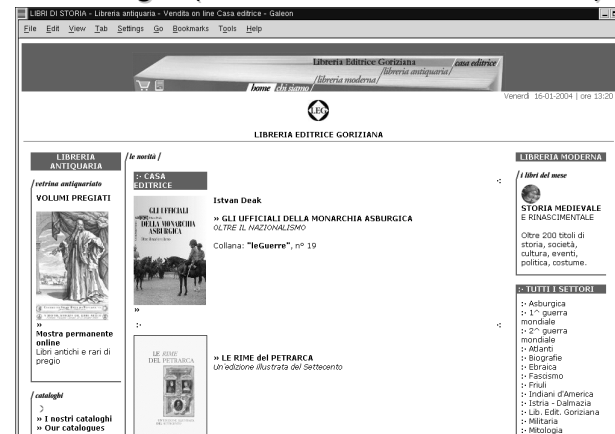 LIBRI DI STORIA - Libreria antiquaria - Vendita on line Casa editrice - Galeon
File Edit View Tab Settings Go Bookmarks Tools Help
Libreria Editrice Goriziana
casa editrice
libreria antiquaria
libreria moderna
home chi siamo
Venerdì 16-01-2004 | ore 13:20
LEG
LIBRERIA EDITRICE GORIZIANA
LIBRERIA
ANTIQUARIA
vetrina antiquariato
VOLUMI PREGIATI
»
Mostra permanente
online
Libri antichi e rari di
pregio
cataloghi
» I nostri cataloghi
» Our catalogues
le novità
:· CASA
EDITRICE
GLI UFFICIALI
DELLA MONARCHIA
ASBURGICA
Istvan Deak
» GLI UFFICIALI DELLA MONARCHIA ASBURGICA
OLTRE IL NAZIONALISMO
Collana: "leGuerre", nº 19
»
LE RIME
DEL PETRARCA
» LE RIME del PETRARCA
Un'edizione illustrata del Settecento
LIBRERIA MODERNA
i libri del mese
STORIA MEDIEVALE
E RINASCIMENTALE
Oltre 200 titoli di
storia, società,
cultura, eventi,
politica, costume.
:· TUTTI I SETTORI
:· Asburgica
:· 1^ guerra
mondiale
:· 2^ guerra
mondiale
:· Atlanti
:· Biografie
:· Ebraica
:· Fascismo
:· Friuli
:· Indiani d'America
:· Istria - Dalmazia
:· Lib. Edit. Goriziana
:· Militaria
:· Mitologia